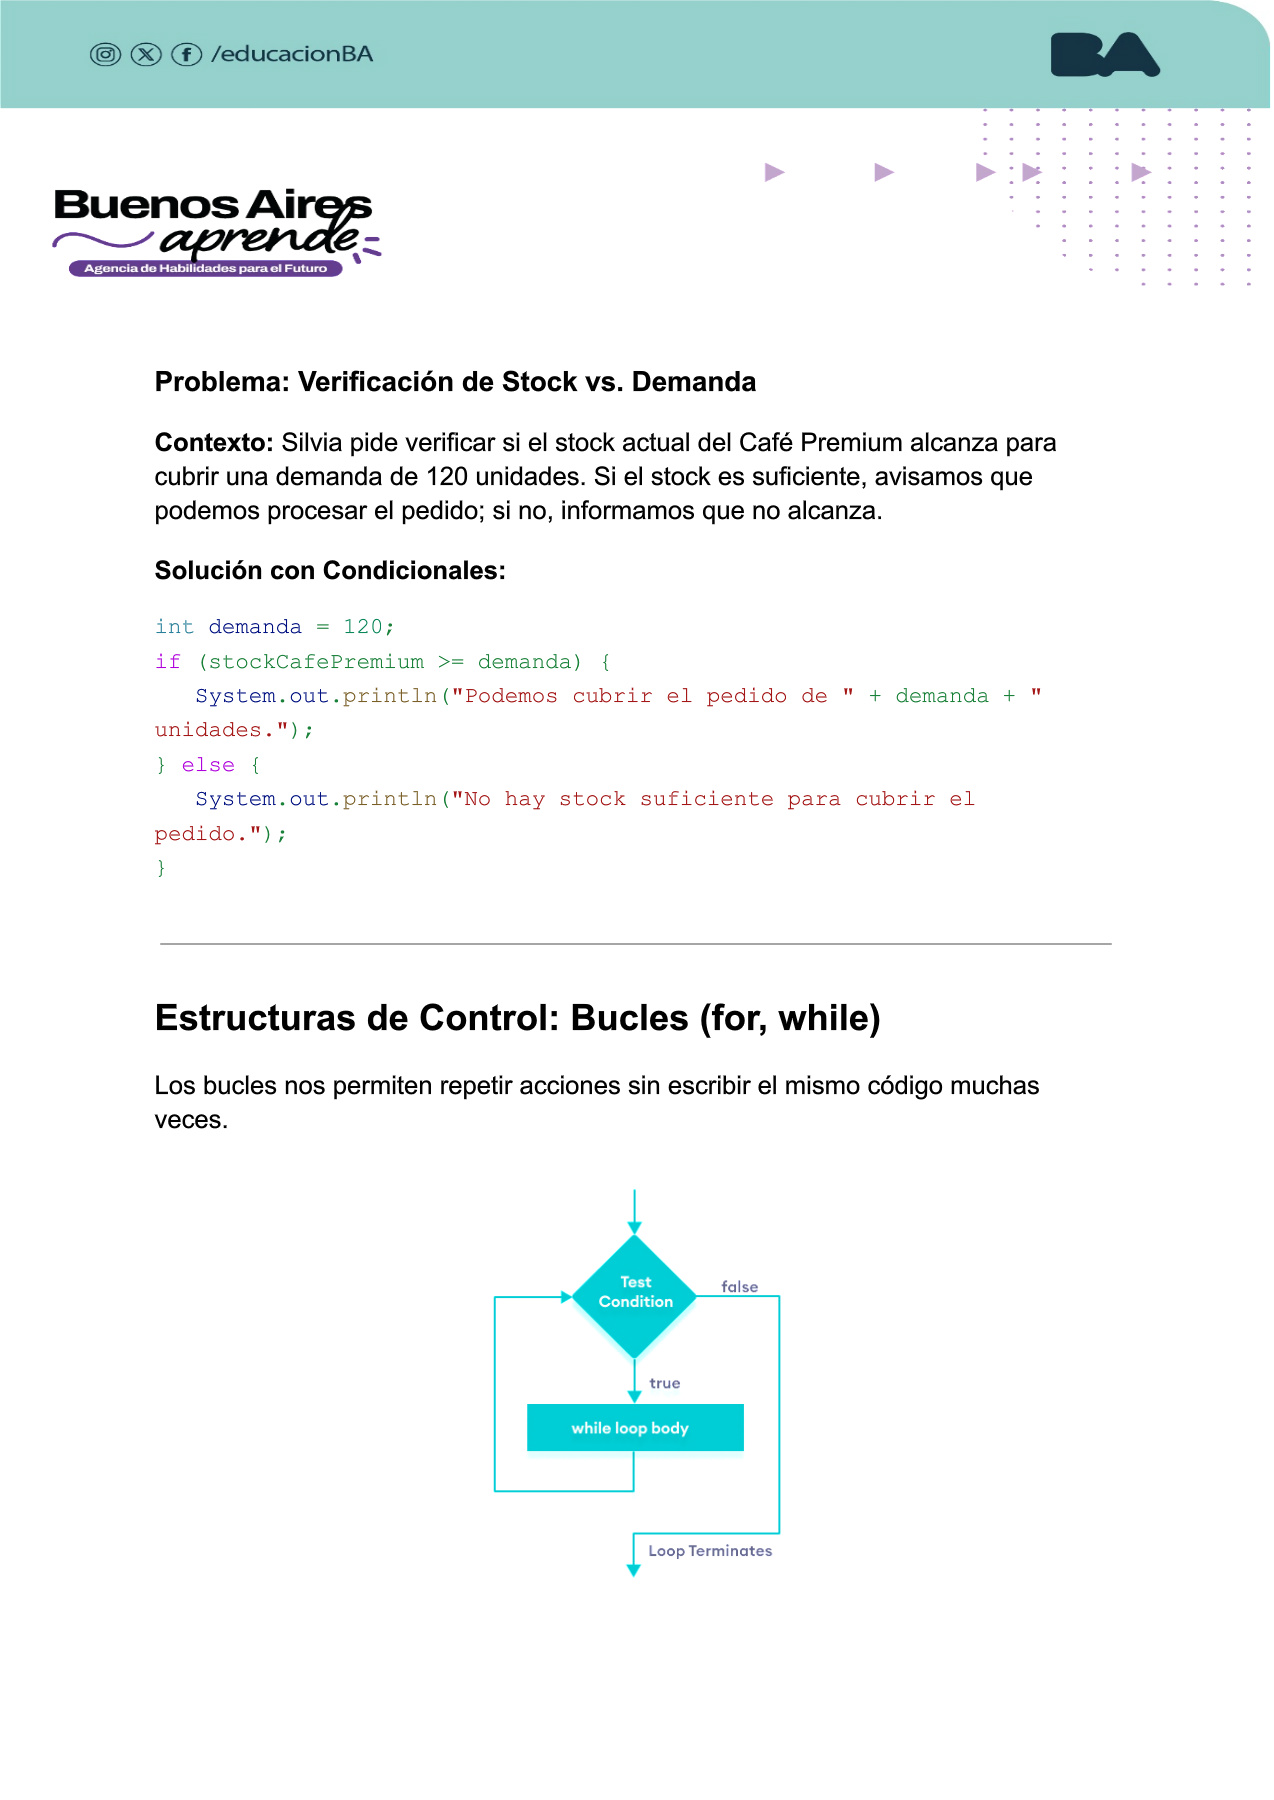 /educacionBA
BA
Buenos Aires
aprende
Agencia de Habilidades para el Futuro
Problema: Verificación de Stock vs. Demanda
Contexto: Silvia pide verificar si el stock actual del Café Premium alcanza para
cubrir una demanda de 120 unidades. Si el stock es suficiente, avisamos que
podemos procesar el pedido; si no, informamos que no alcanza.
Solución con Condicionales:
int demanda = 120;
if (stockCafePremium >= demanda) {
   System.out.println("Podemos cubrir el pedido de " + demanda + "
unidades.");
} else {
   System.out.println("No hay stock suficiente para cubrir el
pedido.");
}
Estructuras de Control: Bucles (for, while)
Los bucles nos permiten repetir acciones sin escribir el mismo código muchas
veces.
Test
Condition
false
true
while loop body
Loop Terminates